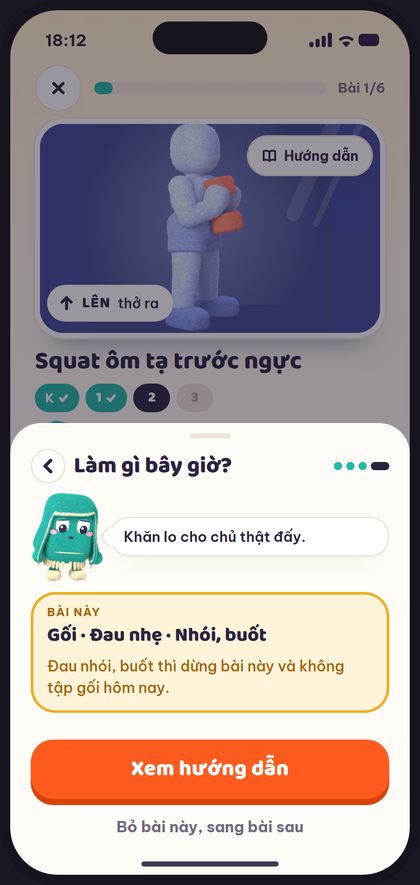 18:12
Bài 1/6
Hướng dẫn
LÊN thở ra
Squat ôm tạ trước ngực
K
1
2
3
Làm gì bây giờ?
Khăn lo cho chủ thật đấy.
BÀI NÀY
Gối · Đau nhẹ · Nhói, buốt
Đau nhói, buốt thì dừng bài này và không
tập gối hôm nay.
Xem hướng dẫn
Bỏ bài này, sang bài sau